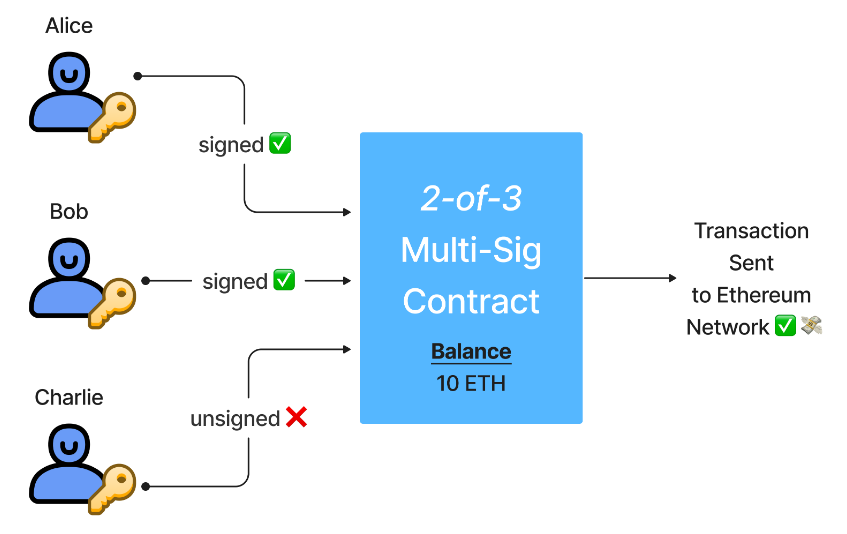 Alice
signed ✅
Bob
signed ✅
Charlie
unsigned ❌
2-of-3
Multi-Sig
Contract
Balance
10 ETH
Transaction
Sent
to Ethereum
Network ✅ 💸